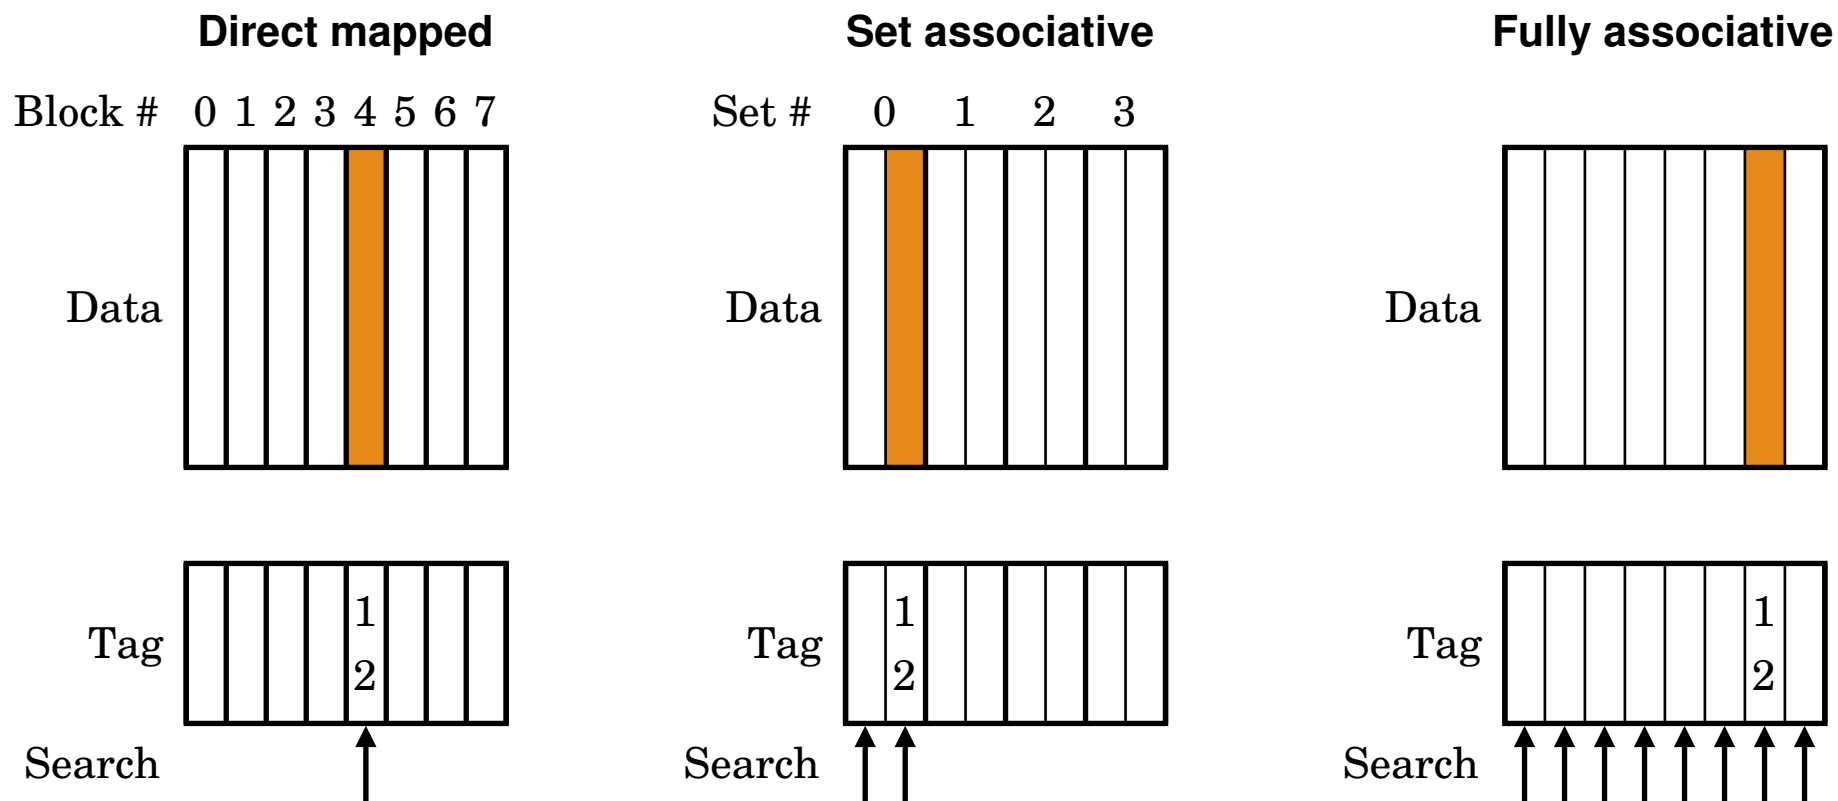 Direct mapped Set associative Fully associative
Block # 0 1 2 3 4 5 6 7 Set # 0 1 2 3
Data Data Data
1 1 1
Tag Tag Tag
2 2 2
Search Search Search